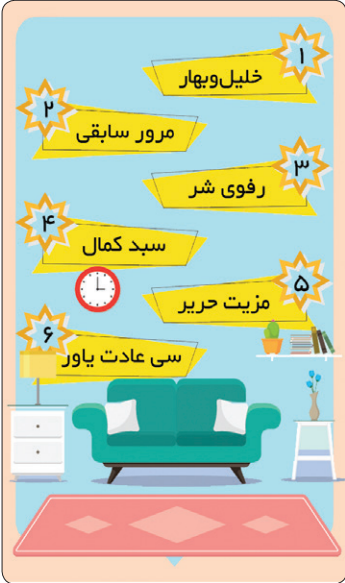 ۱
خلیل‌وبهار
۲
مرور سابقی
۳
رفوی شر
۴
سبد کمال
۵
مزیت حریر
۶
سی عادت یاور